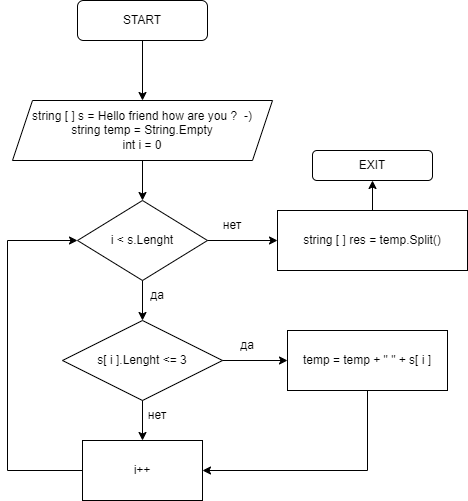 START
string [ ] s = Hello friend how are you ?  -)
string temp = String.Empty
int i = 0
EXIT
i < s.Lenght
нет
string [ ] res = temp.Split()
да
s[ i ].Lenght <= 3
да
temp = temp + " " + s[ i ]
нет
i++